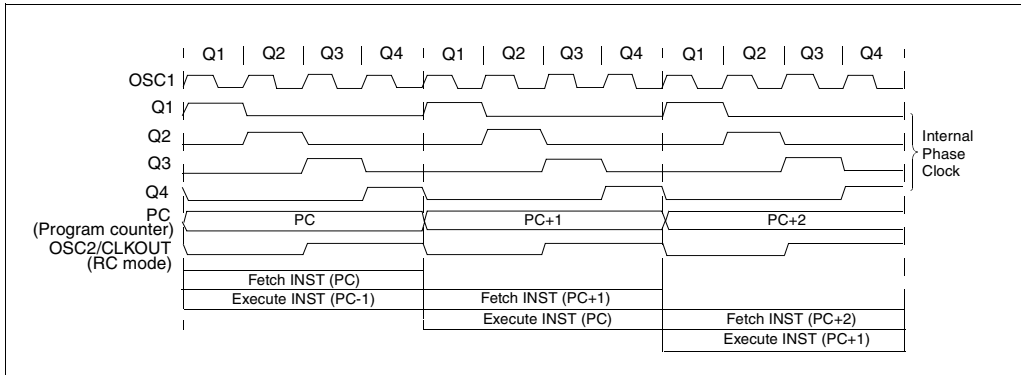 Q1 Q2 Q3 Q4 Q1 Q2 Q3 Q4 Q1 Q2 Q3 Q4
OSC1
Q1
Q2
Q3
Q4
Internal
Phase
Clock
PC
(Program counter)
PC PC+1 PC+2
OSC2/CLKOUT
(RC mode)
Fetch INST (PC)
Execute INST (PC-1) Fetch INST (PC+1)
Execute INST (PC) Fetch INST (PC+2)
Execute INST (PC+1)